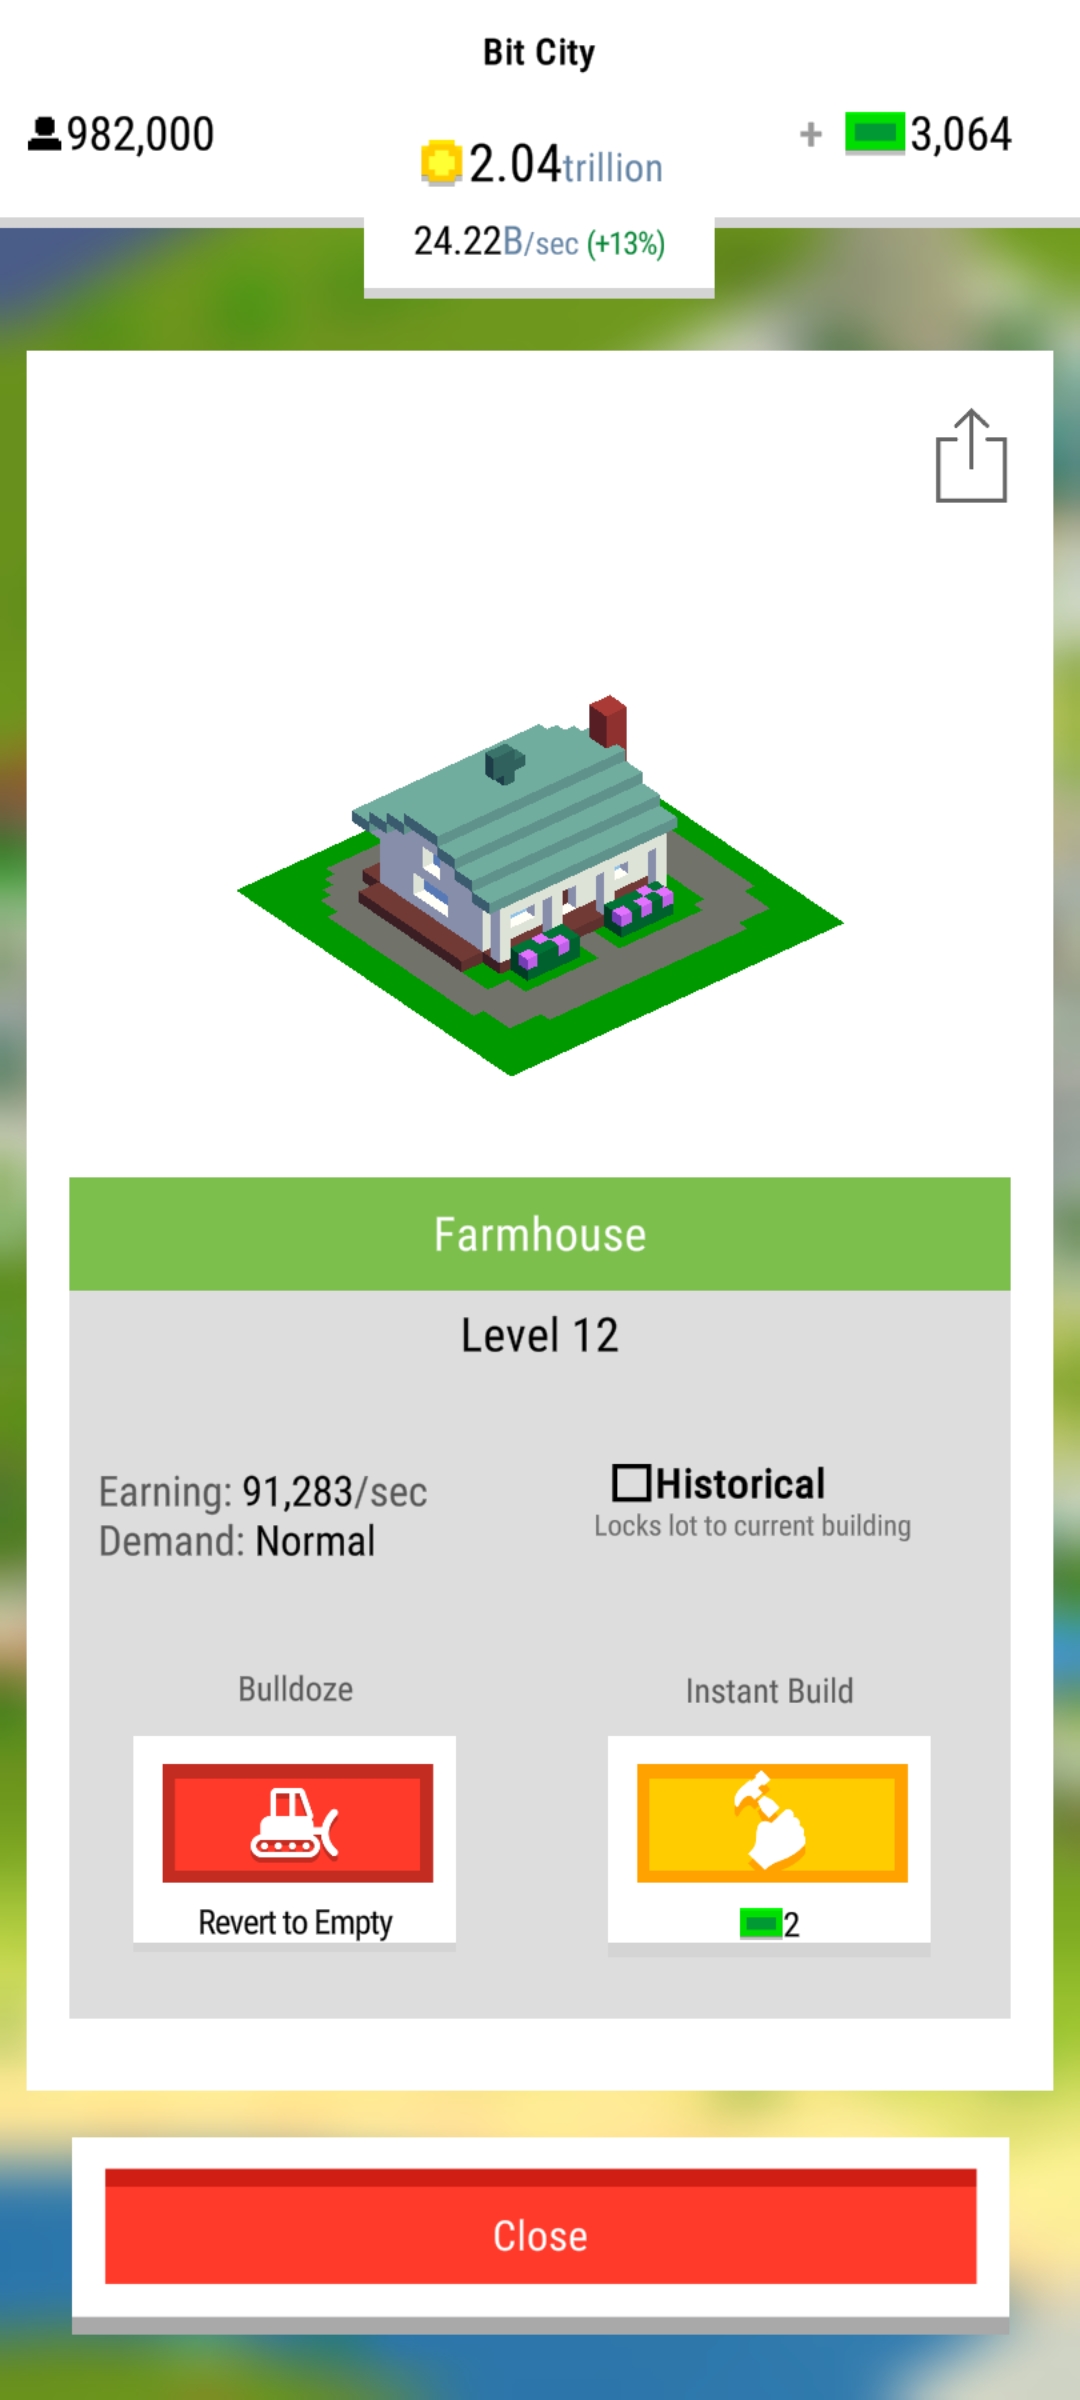 Bit City
982,000
2.04trillion
+ 3,064
24.22B/sec (+13%)
Farmhouse
Level 12
Earning: 91,283/sec
Demand: Normal
Historical
Locks lot to current building
Bulldoze
Instant Build
Revert to Empty
2
Close